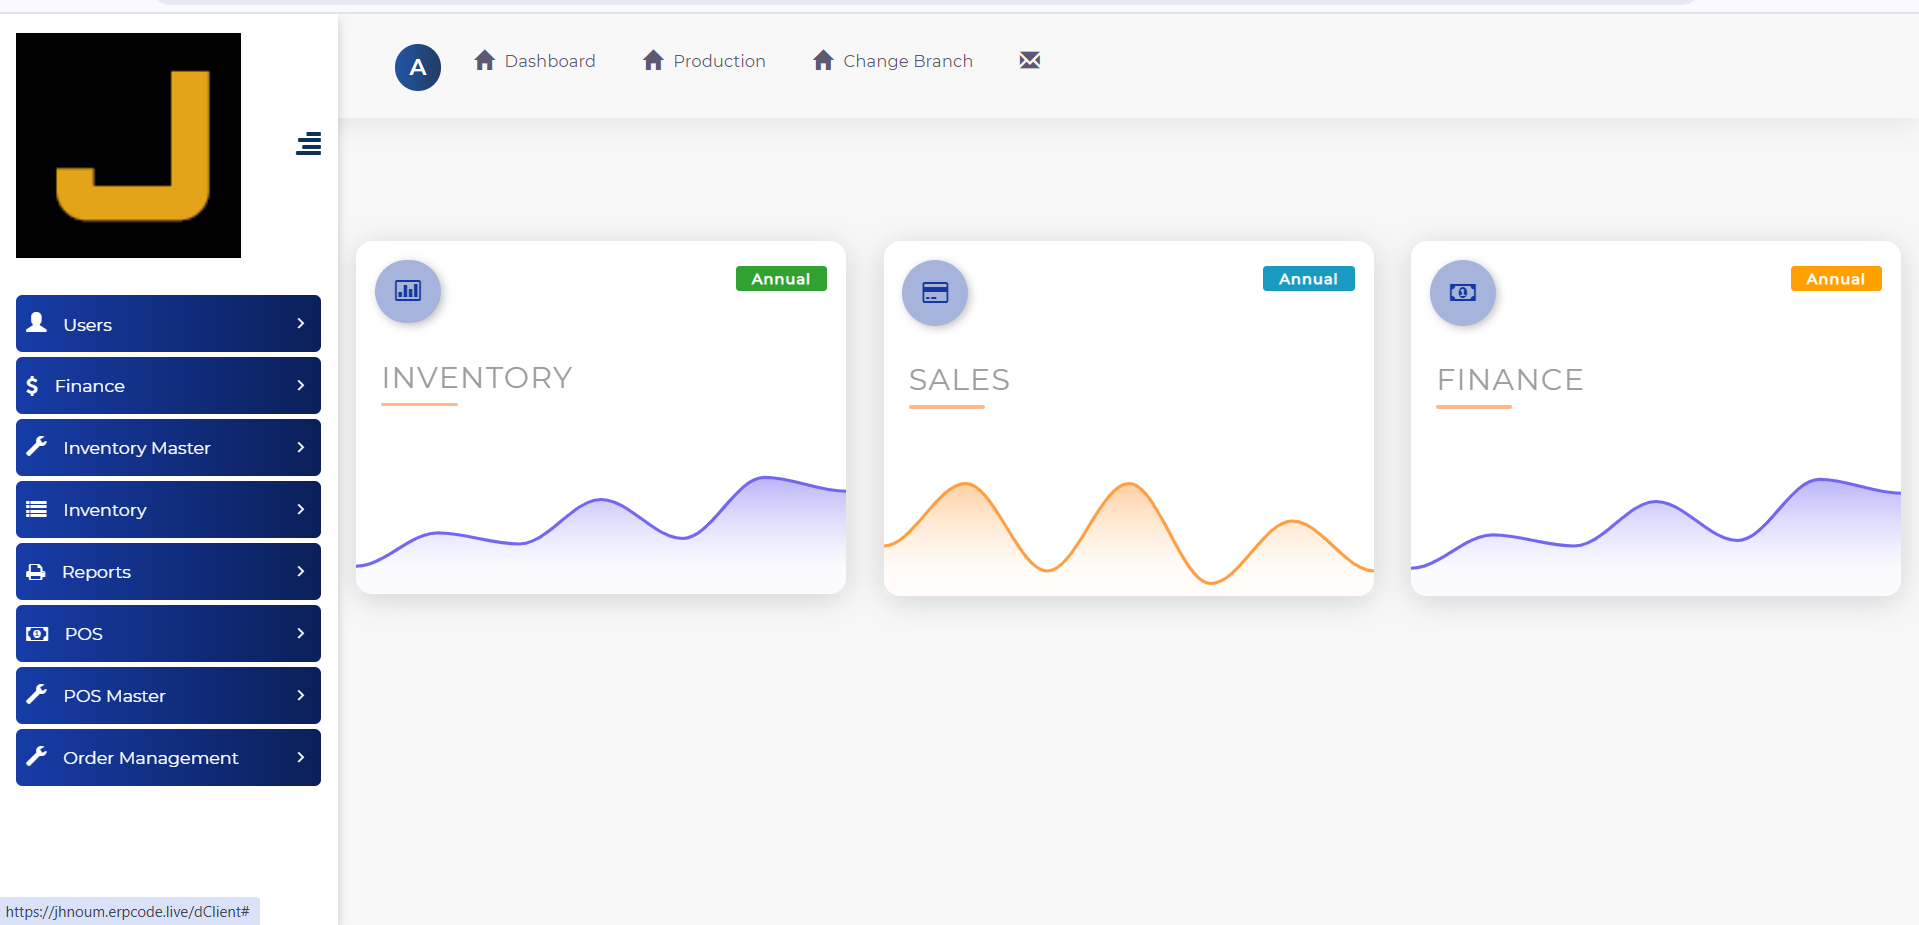 J
A
Dashboard
Production
Change Branch
Users
Finance
Inventory Master
Inventory
Reports
POS
POS Master
Order Management
Annual
INVENTORY
Annual
SALES
Annual
FINANCE
https://jhnoum.erpcode.live/dClient#